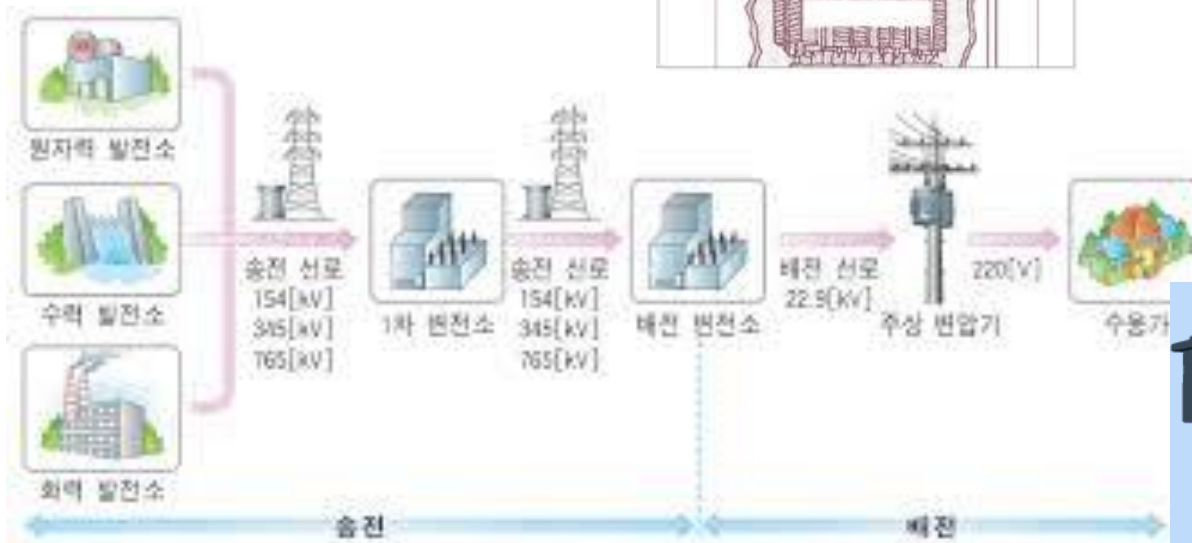 원자력 발전소
수력 발전소
화력 발전소
송전 선로
154[kV]
345[kV]
765[kV]
1차 변전소
송전 선로
154[kV]
345[kV]
765[kV]
배전 변전소
배전 선로
22.9[kV]
주상 변압기
220[V]
수용가
송전
배전